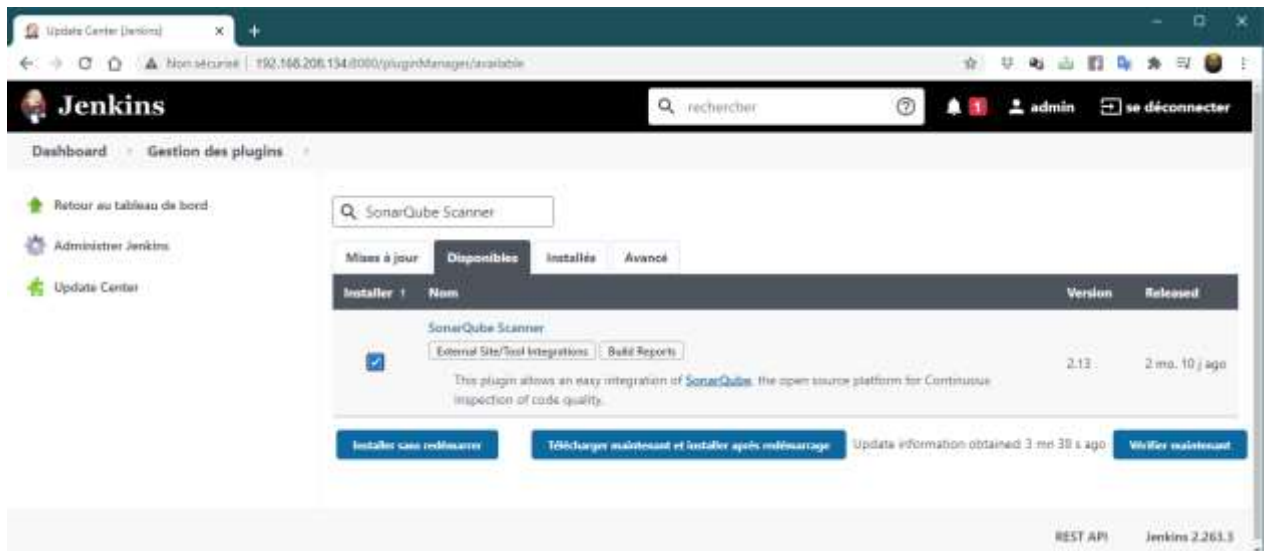 Update Center [Jenkins]
Non sécurisé | 192.168.208.134:8080/pluginManager/available
Jenkins
rechercher
1
admin
se déconnecter
Dashboard
Gestion des plugins
Retour au tableau de bord
Administrer Jenkins
Update Center
SonarQube Scanner
Mises à jour Disponibles Installés Avancé
Installer ↑ Nom Version Released
SonarQube Scanner
External Site/Tool Integrations Build Reports
This plugin allows an easy integration of SonarQube, the open source platform for Continuous
inspection of code quality.
2.13 2 mo. 10 j ago
Installer sans redémarrer Télécharger maintenant et installer après redémarrage Update information obtained: 3 mn 38 s ago Vérifier maintenant
REST API Jenkins 2.263.3